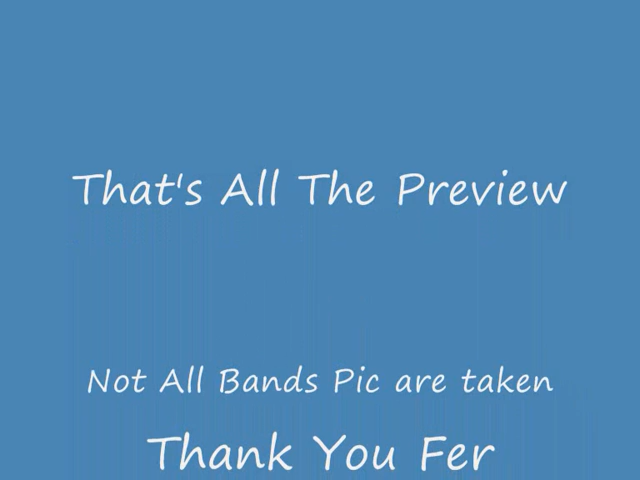 That's All The Preview
Not All Bands Pic are taken
Thank You Fer